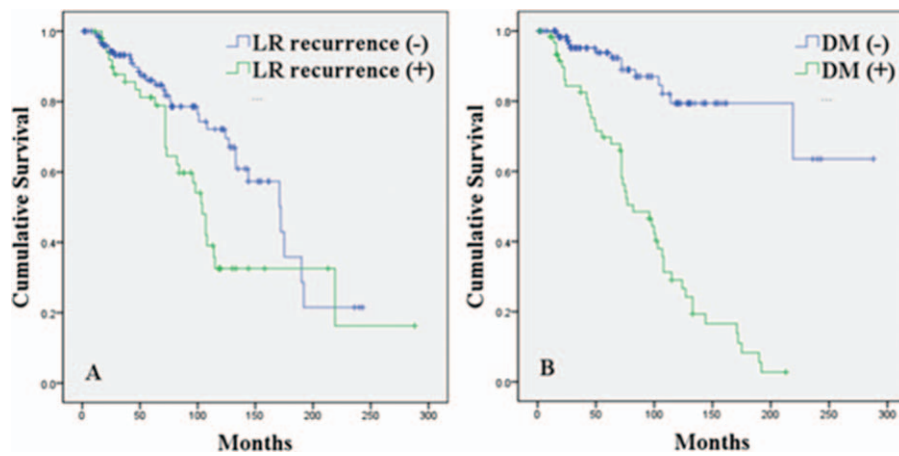 LR recurrence (-)
LR recurrence (+)
Cumulative Survival
1.0
0.8
0.6
0.4
0.2
0.0
A
0 50 100 150 200 250 300
Months
DM (-)
DM (+)
Cumulative Survival
1.0
0.8
0.6
0.4
0.2
0.0
B
0 50 100 150 200 250 300
Months